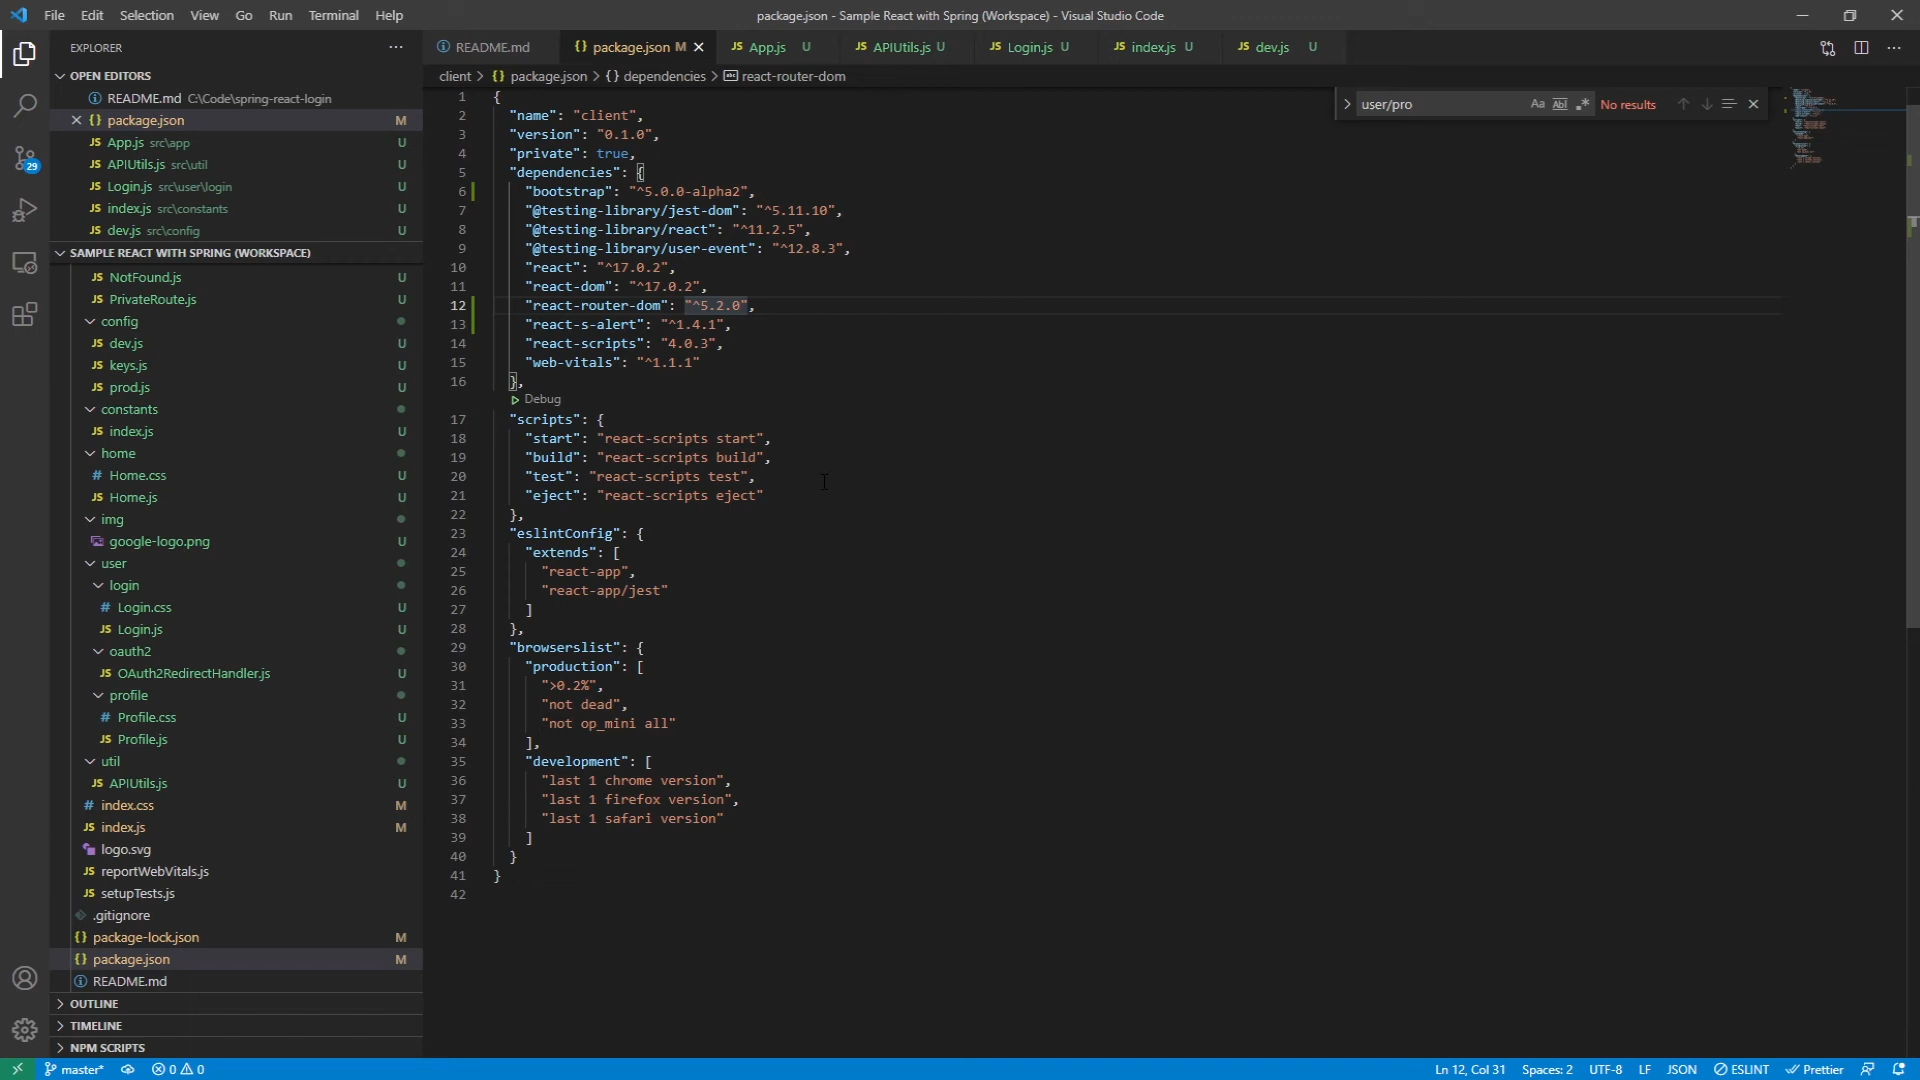 File Edit Selection View Go Run Terminal Help
package.json - Sample React with Spring (Workspace) - Visual Studio Code
EXPLORER
OPEN EDITORS
README.md C:\Code\spring-react-login
package.json M
App.js src\app U
APIUtils.js src\util U
Login.js src\user\login U
index.js src\constants U
dev.js src\config U
SAMPLE REACT WITH SPRING (WORKSPACE)
NotFound.js U
PrivateRoute.js U
config
dev.js U
keys.js U
prod.js U
constants
index.js U
home
Home.css U
Home.js U
img
google-logo.png U
user
login
Login.css U
Login.js U
oauth2
OAuth2RedirectHandler.js U
profile
Profile.css U
Profile.js U
util
APIUtils.js U
index.css M
index.js M
logo.svg
reportWebVitals.js
setupTests.js
.gitignore
package-lock.json M
package.json M
README.md
OUTLINE
TIMELINE
NPM SCRIPTS
29
README.md package.json M App.js U APIUtils.js U Login.js U index.js U dev.js U
client > package.json > {} dependencies > react-router-dom
user/pro Aa Abl .* No results
1 {
2 "name": "client",
3 "version": "0.1.0",
4 "private": true,
5 "dependencies": {
6 "bootstrap": "^5.0.0-alpha2",
7 "@testing-library/jest-dom": "^5.11.10",
8 "@testing-library/react": "^11.2.5",
9 "@testing-library/user-event": "^12.8.3",
10 "react": "^17.0.2",
11 "react-dom": "^17.0.2",
12 "react-router-dom": "^5.2.0",
13 "react-s-alert": "^1.4.1",
14 "react-scripts": "4.0.3",
15 "web-vitals": "^1.1.1"
16 },
Debug
17 "scripts": {
18 "start": "react-scripts start",
19 "build": "react-scripts build",
20 "test": "react-scripts test",
21 "eject": "react-scripts eject"
22 },
23 "eslintConfig": {
24 "extends": [
25 "react-app",
26 "react-app/jest"
27 ]
28 },
29 "browserslist": {
30 "production": [
31 ">0.2%",
32 "not dead",
33 "not op_mini all"
34 ],
35 "development": [
36 "last 1 chrome version",
37 "last 1 firefox version",
38 "last 1 safari version"
39 ]
40 }
41 }
42
master* 0 0 Ln 12, Col 31 Spaces: 2 UTF-8 LF JSON ESLINT Prettier